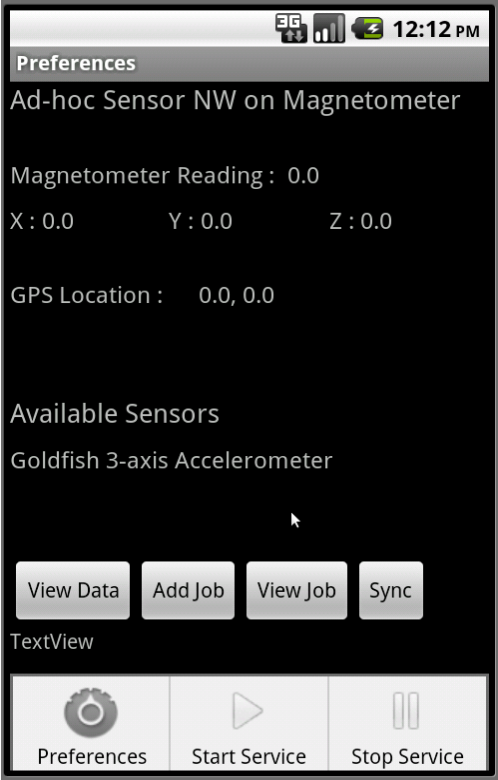 3G 12:12 PM
Preferences
Ad-hoc Sensor NW on Magnetometer
Magnetometer Reading : 0.0
X : 0.0 Y : 0.0 Z : 0.0
GPS Location : 0.0, 0.0
Available Sensors
Goldfish 3-axis Accelerometer
View Data Add Job View Job Sync
TextView
Preferences Start Service Stop Service